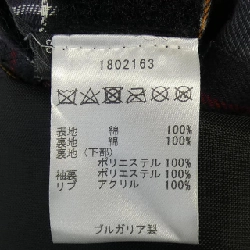 1802163
表地 綿 100%
裏地 綿 100%
裏地(下部)
ポリエステル 100%
袖裏 ポリエステル 100%
リブ アクリル 100%
ブルガリア製